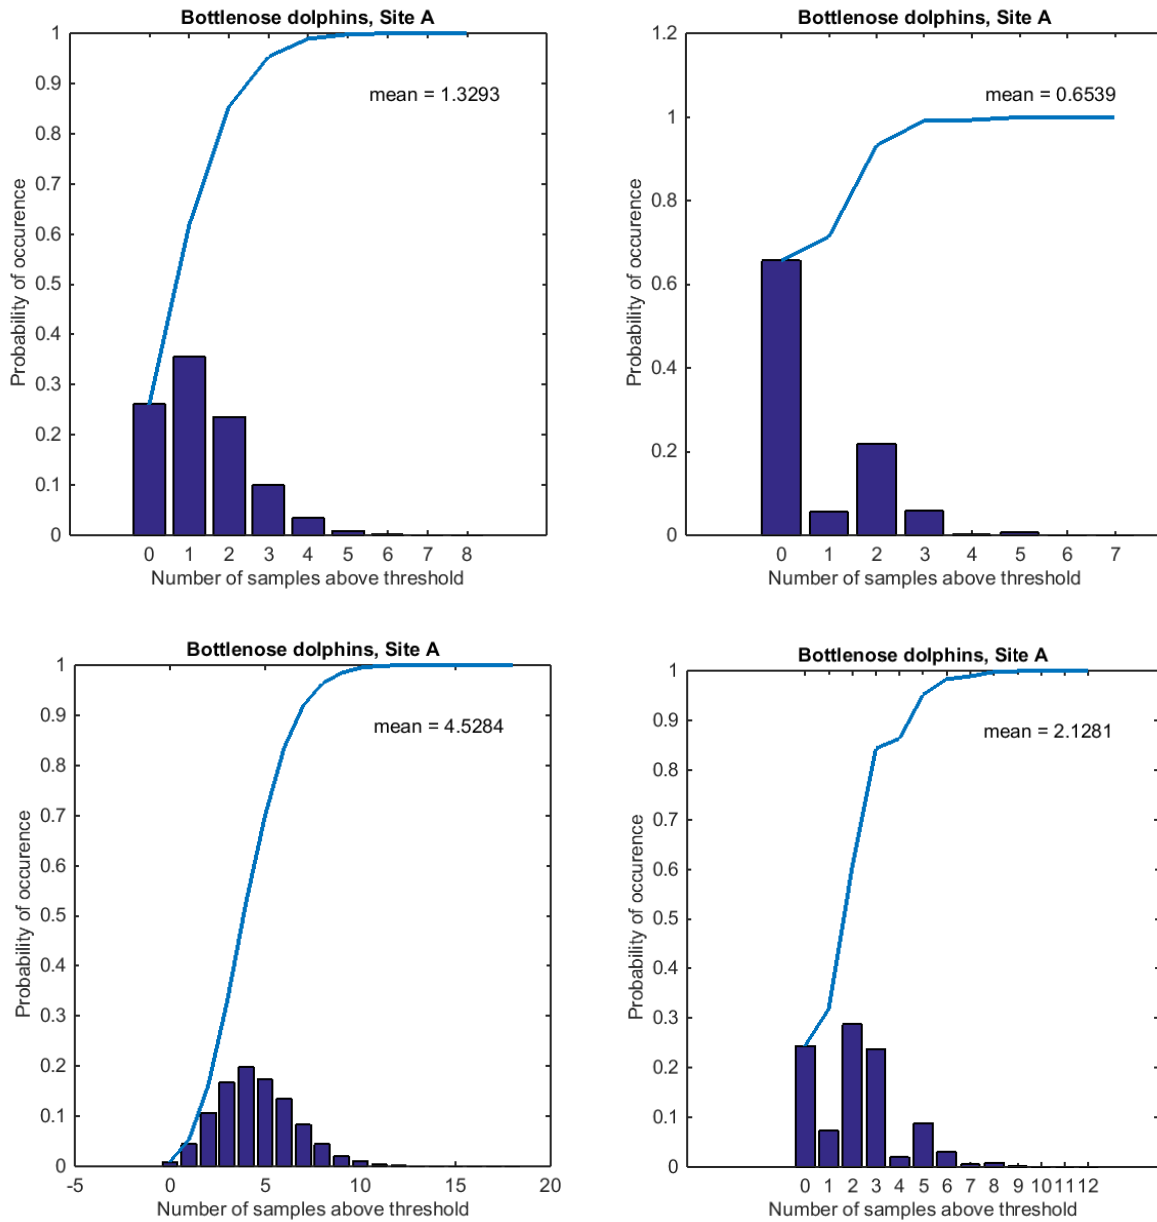 Bottlenose dolphins, Site A
1
0.9
0.8
0.7
0.6
0.5
0.4
0.3
0.2
0.1
0
mean = 1.3293
Probability of occurence
0 1 2 3 4 5 6 7 8
Number of samples above threshold
Bottlenose dolphins, Site A
1.2
1
0.8
0.6
0.4
0.2
0
mean = 0.6539
Probability of occurence
0 1 2 3 4 5 6 7
Number of samples above threshold
Bottlenose dolphins, Site A
1
0.9
0.8
0.7
0.6
0.5
0.4
0.3
0.2
0.1
0
mean = 4.5284
Probability of occurence
-5 0 5 10 15 20
Number of samples above threshold
Bottlenose dolphins, Site A
1
0.9
0.8
0.7
0.6
0.5
0.4
0.3
0.2
0.1
0
mean = 2.1281
Probability of occurence
0 1 2 3 4 5 6 7 8 9 10 11 12
Number of samples above threshold